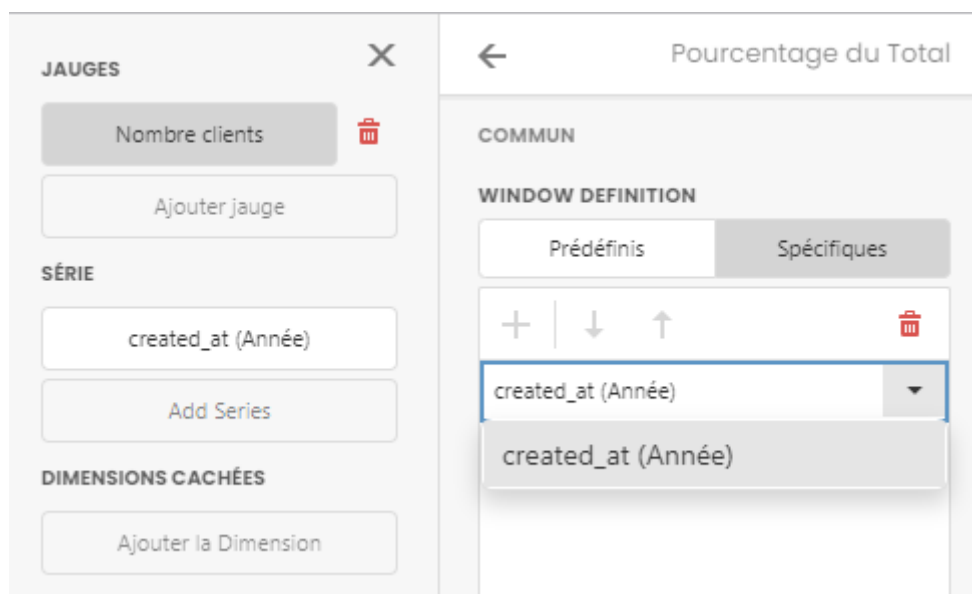 JAUGES
Nombre clients
Ajouter jauge
SÉRIE
created_at (Année)
Add Series
DIMENSIONS CACHÉES
Ajouter la Dimension
Pourcentage du Total
COMMUN
WINDOW DEFINITION
Prédéfinis
Spécifiques
created_at (Année)
created_at (Année)